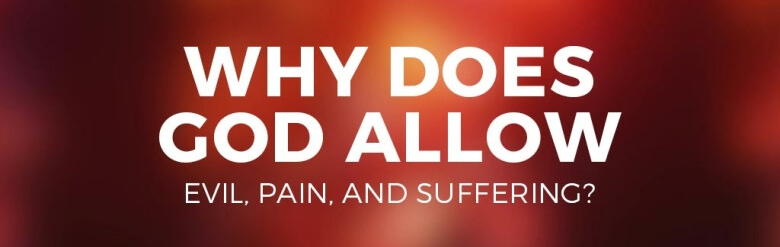 WHY DOES
GOD ALLOW
EVIL, PAIN, AND SUFFERING?